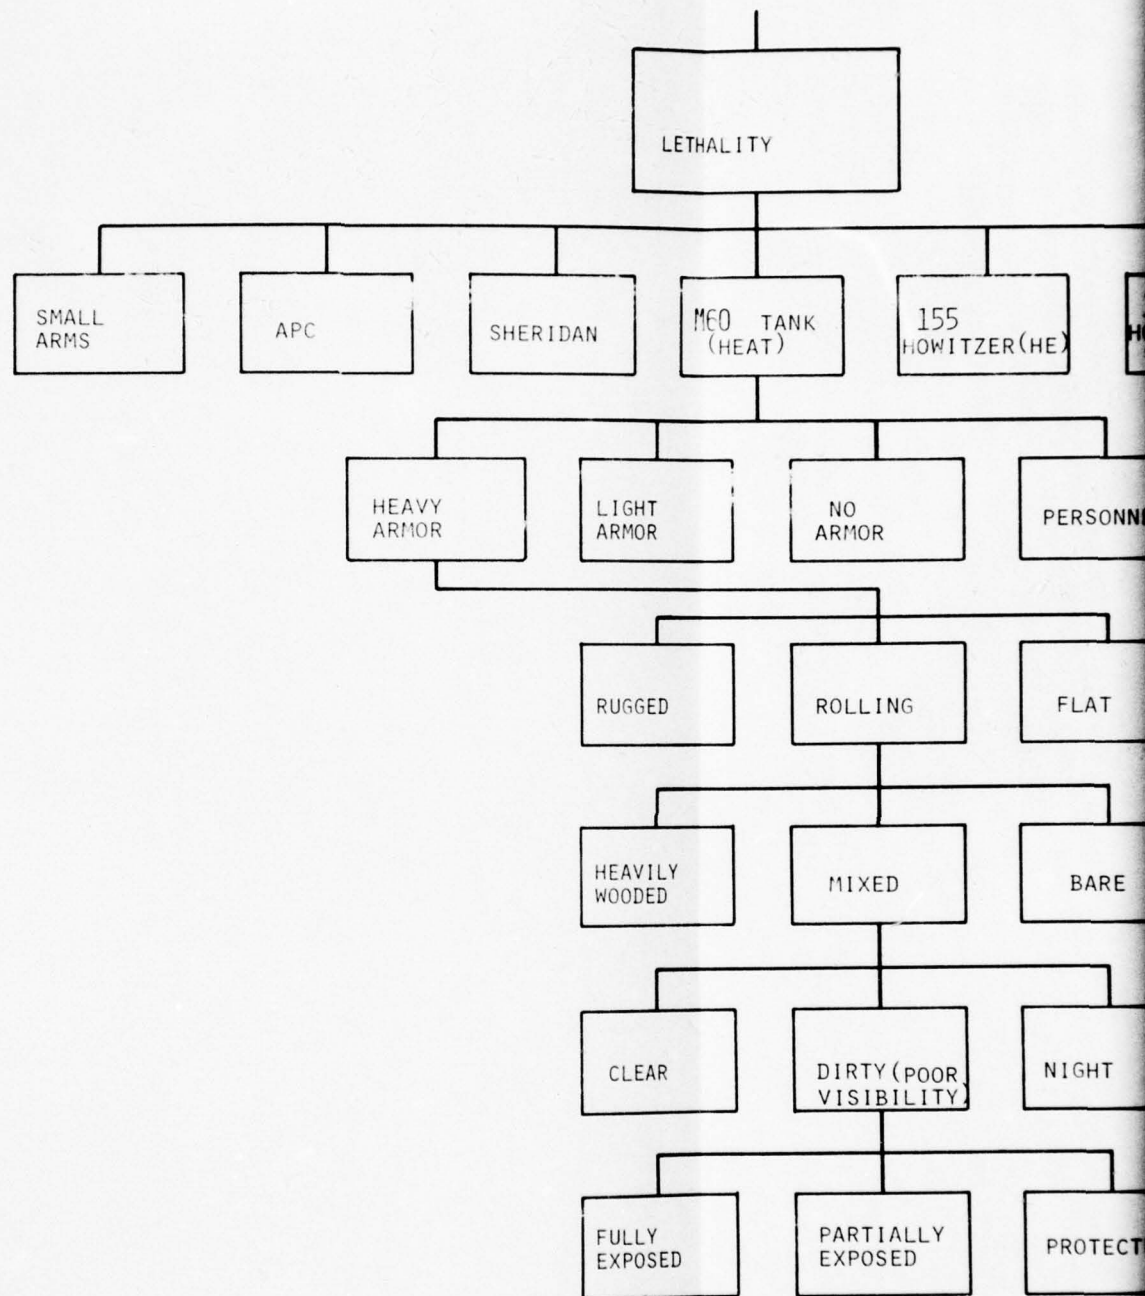 LETHALITY
SMALL
ARMS
APC
SHERIDAN
M60 TANK
(HEAT)
155
HOWITZER(HE)
HEAVY
ARMOR
LIGHT
ARMOR
NO
ARMOR
RUGGED
ROLLING
FLAT
HEAVILY
WOODED
MIXED
BARE
CLEAR
DIRTY(POOR
VISIBILITY)
NIGHT
FULLY
EXPOSED
PARTIALLY
EXPOSED